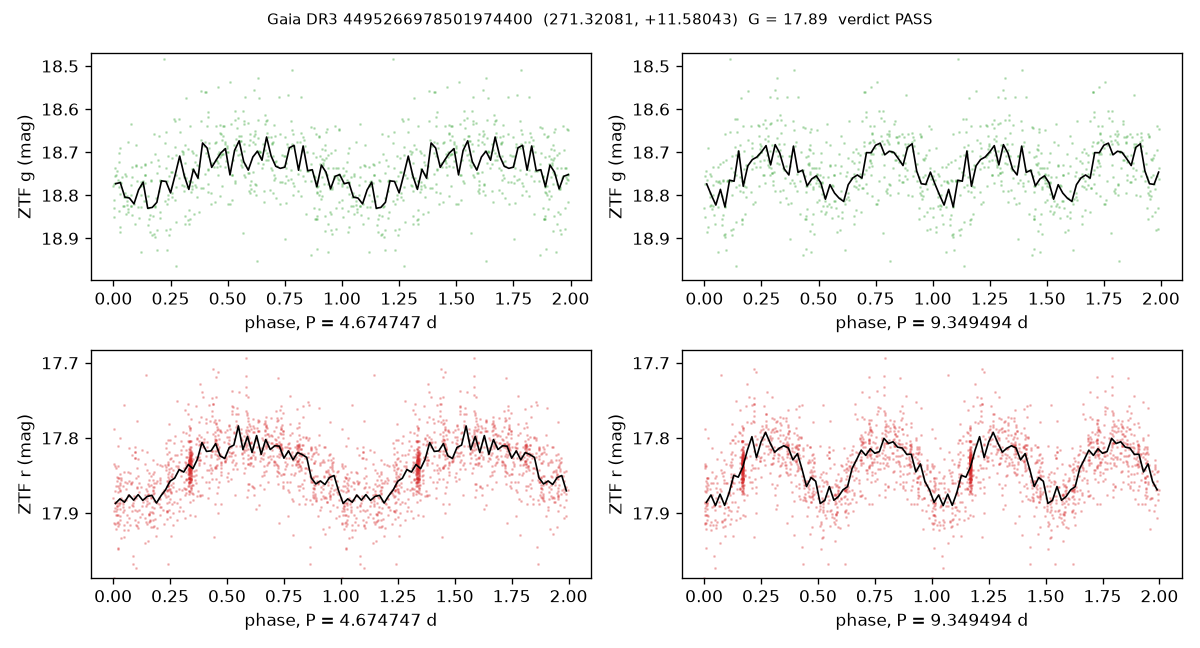 Gaia DR3 4495266978501974400 (271.32081, +11.58043) G = 17.89 verdict PASS
ZTF g (mag)
18.5
18.6
18.7
18.8
18.9
0.00 0.25 0.50 0.75 1.00 1.25 1.50 1.75 2.00
phase, P = 4.674747 d
ZTF g (mag)
18.5
18.6
18.7
18.8
18.9
0.00 0.25 0.50 0.75 1.00 1.25 1.50 1.75 2.00
phase, P = 9.349494 d
ZTF r (mag)
17.7
17.8
17.9
0.00 0.25 0.50 0.75 1.00 1.25 1.50 1.75 2.00
phase, P = 4.674747 d
ZTF r (mag)
17.7
17.8
17.9
0.00 0.25 0.50 0.75 1.00 1.25 1.50 1.75 2.00
phase, P = 9.349494 d